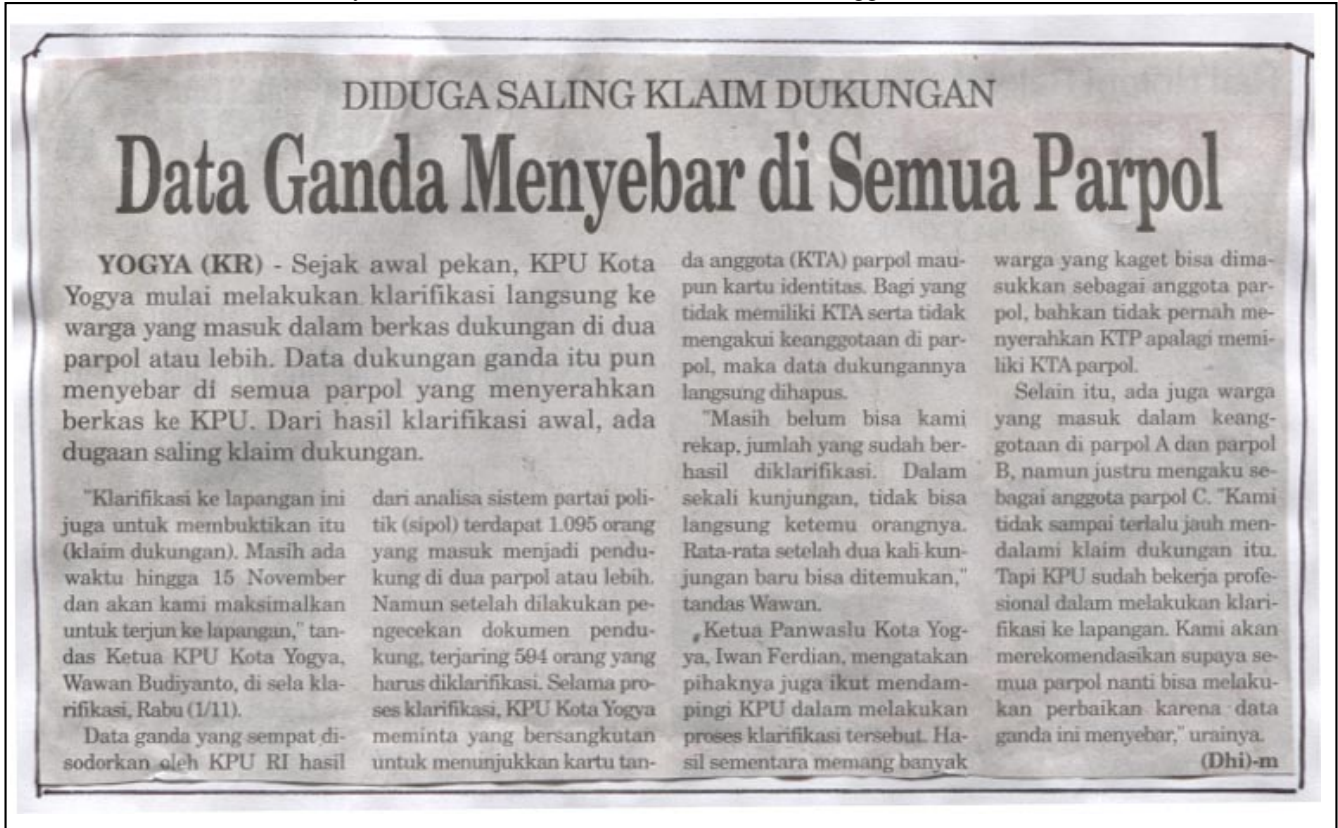 DIDUGA SALING KLAIM DUKUNGAN
Data Ganda Menyebar di Semua Parpol
YOGYA (KR) - Sejak awal pekan, KPU Kota
Yogya mulai melakukan klarifikasi langsung ke
warga yang masuk dalam berkas dukungan di dua
parpol atau lebih. Data dukungan ganda itu pun
menyebar di semua parpol yang menyerahkan
berkas ke KPU. Dari hasil klarifikasi awal, ada
dugaan saling klaim dukungan.
"Klarifikasi ke lapangan ini
juga untuk membuktikan itu
(klaim dukungan). Masih ada
waktu hingga 15 November
dan akan kami maksimalkan
untuk terjun ke lapangan," tan-
das Ketua KPU Kota Yogya,
Wawan Budiyanto, di sela kla-
rifikasi, Rabu (1/11).
Data ganda yang sempat di-
sodorkan oleh KPU RI hasil
dari analisa sistem partai poli-
tik (sipol) terdapat 1.095 orang
yang masuk menjadi pendu-
kung di dua parpol atau lebih.
Namun setelah dilakukan pe-
ngecekan dokumen pendu-
kung, terjaring 594 orang yang
harus diklarifikasi. Selama pro-
ses klarifikasi, KPU Kota Yogya
meminta yang bersangkutan
untuk menunjukkan kartu tan-
da anggota (KTA) parpol mau-
pun kartu identitas. Bagi yang
tidak memiliki KTA serta tidak
mengakui keanggotaan di par-
pol, maka data dukungannya
langsung dihapus.
"Masih belum bisa kami
rekap, jumlah yang sudah ber-
hasil diklarifikasi. Dalam
sekali kunjungan, tidak bisa
langsung ketemu orangnya.
Rata-rata setelah dua kali kun-
jungan baru bisa ditemukan,"
tandas Wawan.
Ketua Panwaslu Kota Yog-
ya, Iwan Ferdian, mengatakan
pihaknya juga ikut mendam-
pingi KPU dalam melakukan
proses klarifikasi tersebut. Ha-
sil sementara memang banyak
warga yang kaget bisa dima-
sukkan sebagai anggota par-
pol, bahkan tidak pernah me-
nyerahkan KTP apalagi memi-
liki KTA parpol.
Selain itu, ada juga warga
yang masuk dalam keang-
gotaan di parpol A dan parpol
B, namun justru mengaku se-
bagai anggota parpol C. "Kami
tidak sampai terlalu jauh men-
dalami klaim dukungan itu.
Tapi KPU sudah bekerja profe-
sional dalam melakukan klari-
fikasi ke lapangan. Kami akan
merekomendasikan supaya se-
mua parpol nanti bisa melaku-
kan perbaikan karena data
ganda ini menyebar," urainya.
(Dhi)-m